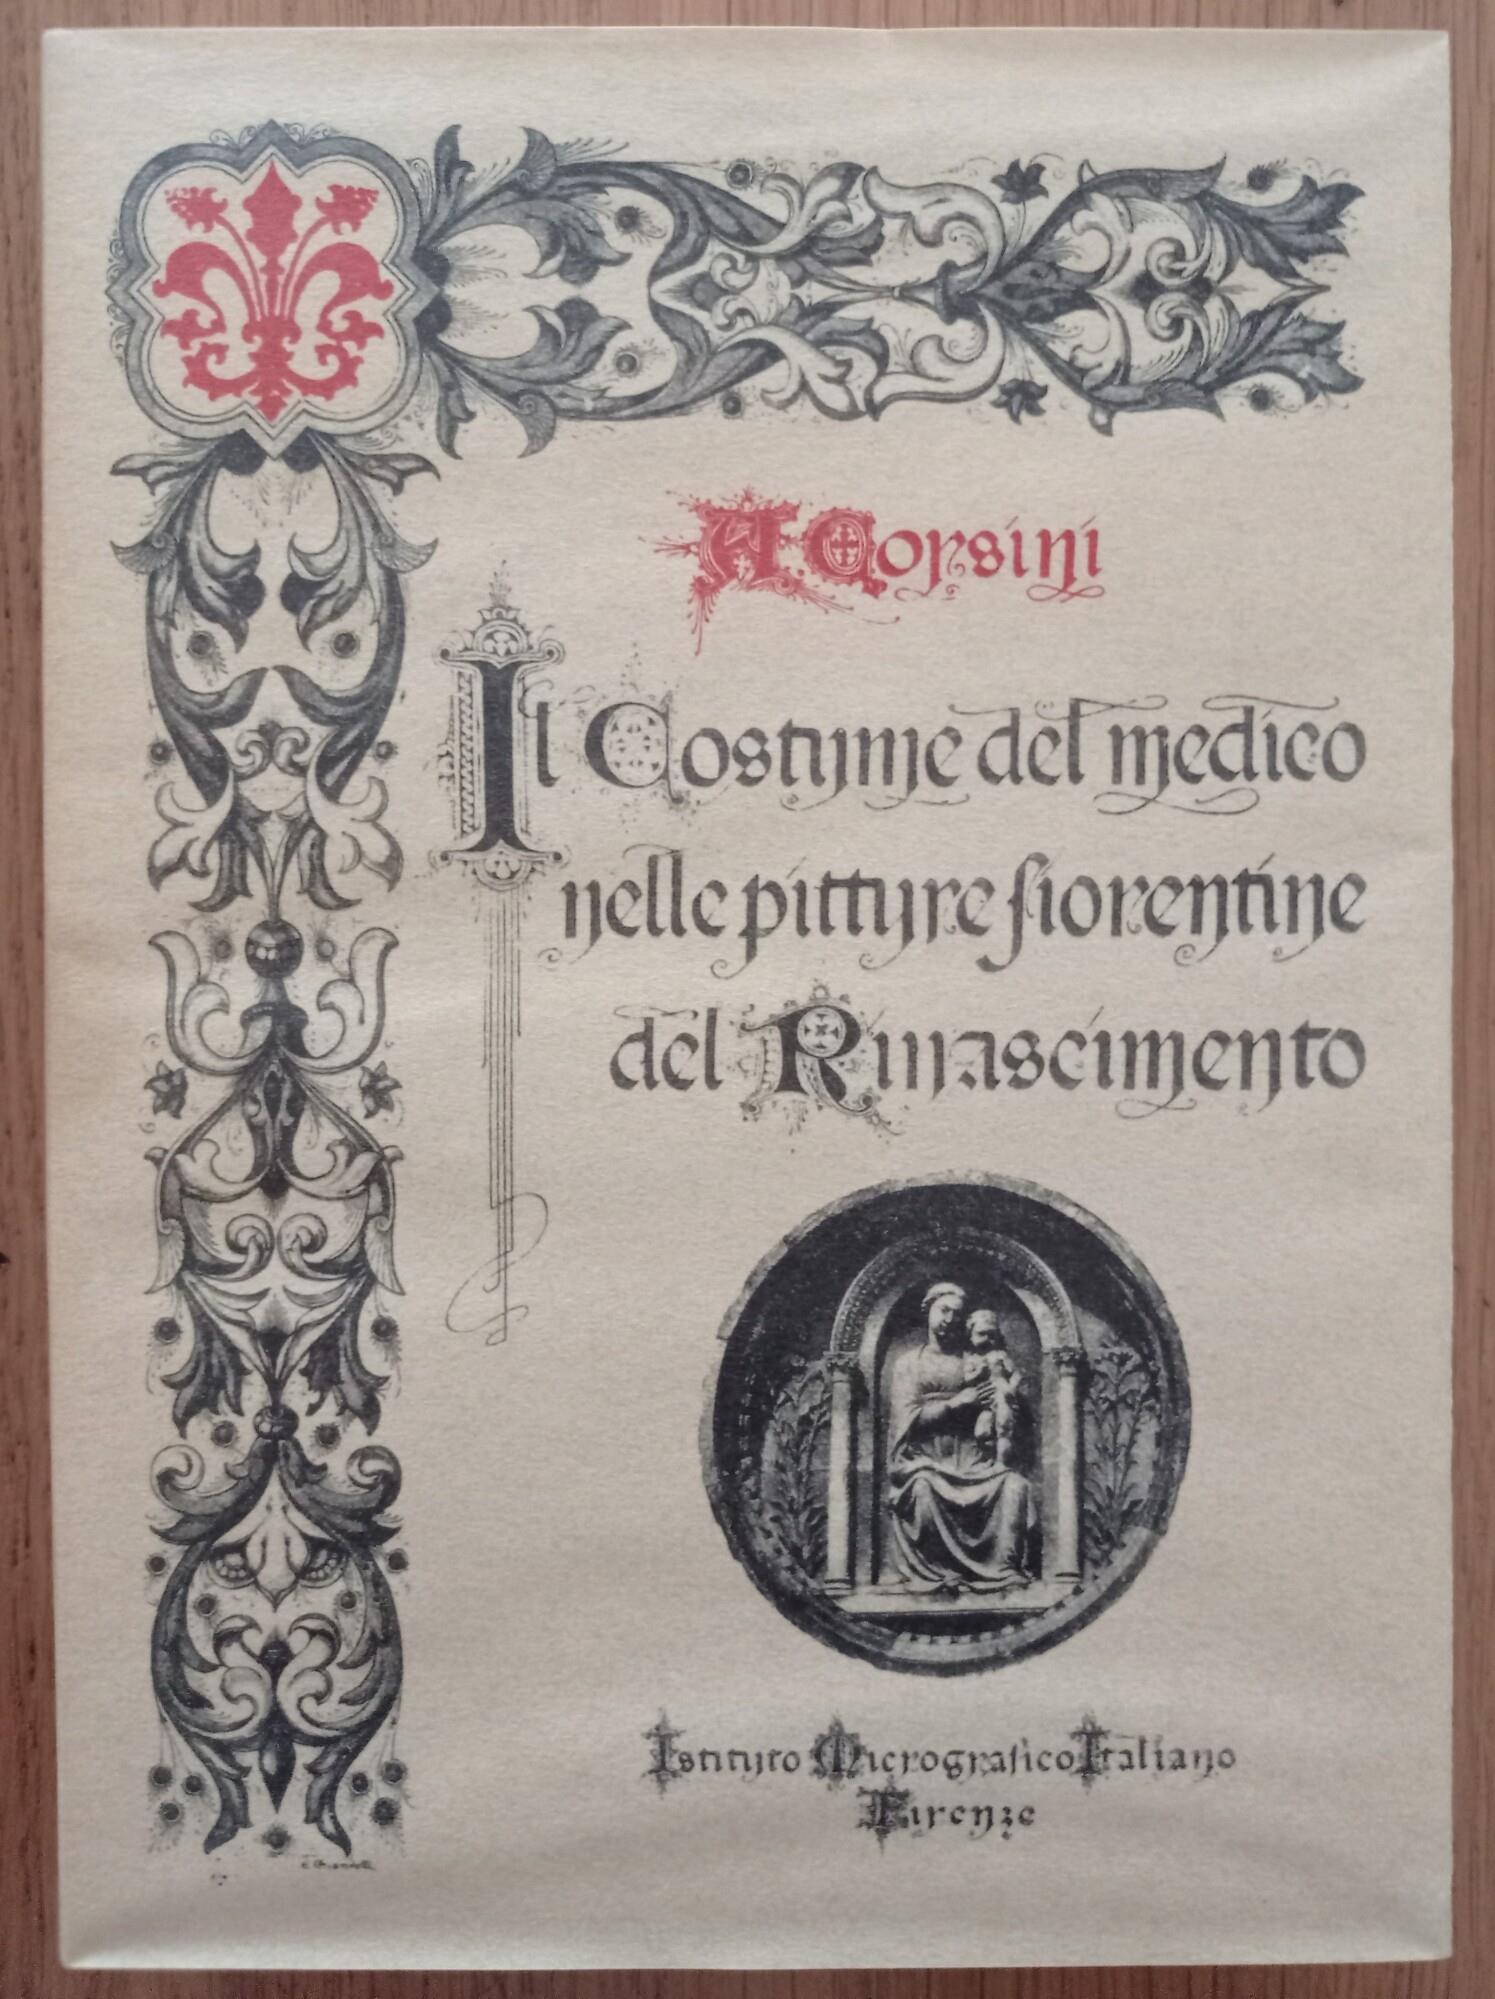 A. Corsini
Il Costume del medico
nelle pitture fiorentine
del Rinascimento
Istituto Micrografico Italiano
Firenze